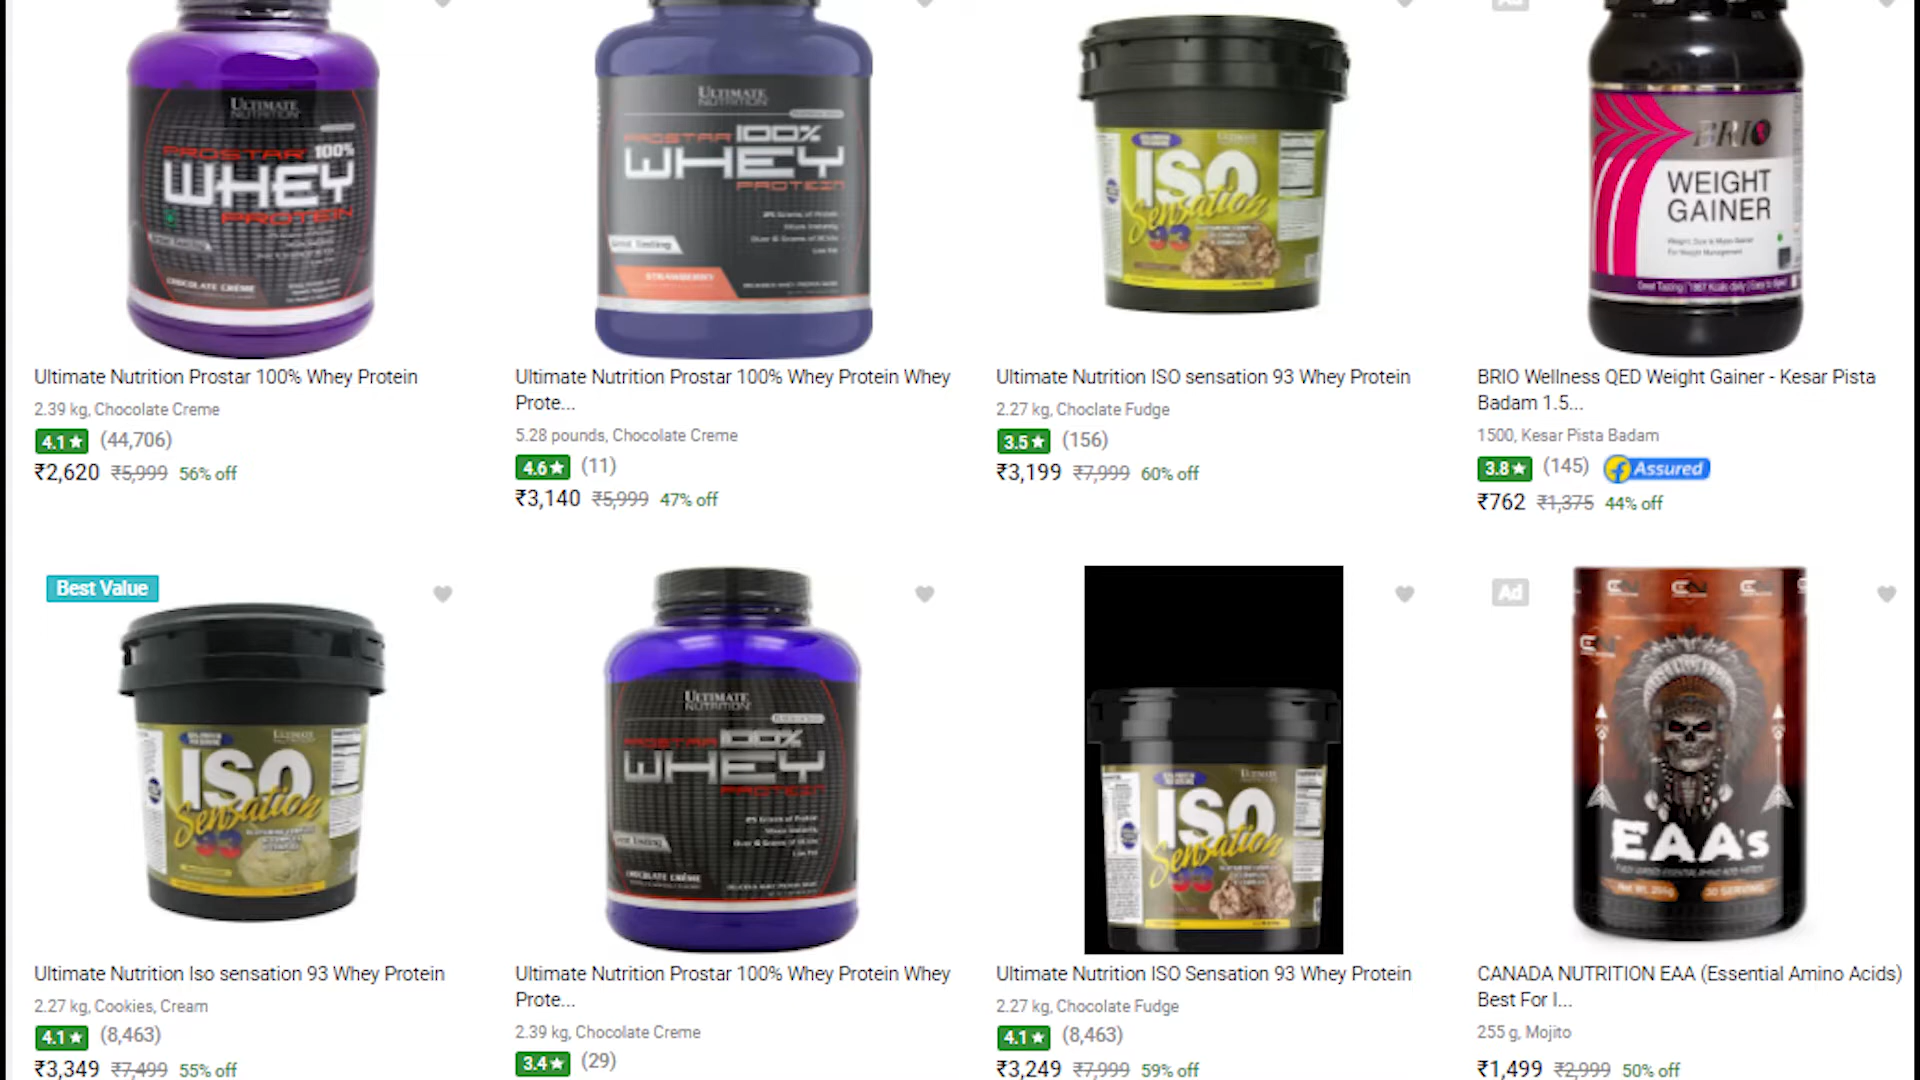 ULTIMATE
NUTRITION
PROSTAR 100%
WHEY
PROTEIN
CHOCOLATE CRÈME
Ultimate Nutrition Prostar 100% Whey Protein
2.39 kg, Chocolate Creme
4.1★ (44,706)
₹2,620 ₹5,999 56% off
ULTIMATE
NUTRITION
PROSTAR 100%
WHEY
PROTEIN
Great Tasting
STRAWBERRY
Ultimate Nutrition Prostar 100% Whey Protein Whey
Prote...
5.28 pounds, Chocolate Creme
4.6★ (11)
₹3,140 ₹5,999 47% off
ISO
Sensation
93
Ultimate Nutrition ISO sensation 93 Whey Protein
2.27 kg, Choclate Fudge
3.5★ (156)
₹3,199 ₹7,999 60% off
Ad
BRIO
WEIGHT
GAINER
BRIO Wellness QED Weight Gainer - Kesar Pista
Badam 1.5...
1500, Kesar Pista Badam
3.8★ (145) Assured
₹762 ₹1,375 44% off
Best Value
ULTIMATE
ISO
Sensation
93
Ultimate Nutrition Iso sensation 93 Whey Protein
2.27 kg, Cookies, Cream
4.1★ (8,463)
₹3,349 ₹7,499 55% off
ULTIMATE
NUTRITION
PROSTAR 100%
WHEY
PROTEIN
CHOCOLATE CRÈME
Ultimate Nutrition Prostar 100% Whey Protein Whey
Prote...
2.39 kg, Chocolate Creme
3.4★ (29)
ISO
Sensation
93
Ultimate Nutrition ISO Sensation 93 Whey Protein
2.27 kg, Chocolate Fudge
4.1★ (8,463)
₹3,249 ₹7,999 59% off
Ad
EAA's
CANADA NUTRITION EAA (Essential Amino Acids)
Best For I...
255 g, Mojito
₹1,499 ₹2,999 50% off